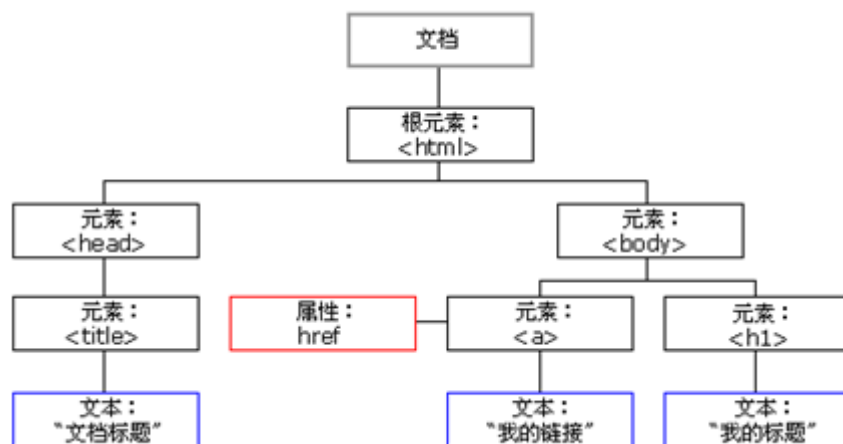 文档
根元素：
<html>
元素：
<head>
元素：
<body>
元素：
<title>
属性：
href
元素：
<a>
元素：
<h1>
文本：
“文档标题”
文本：
“我的链接”
文本：
“我的标题”